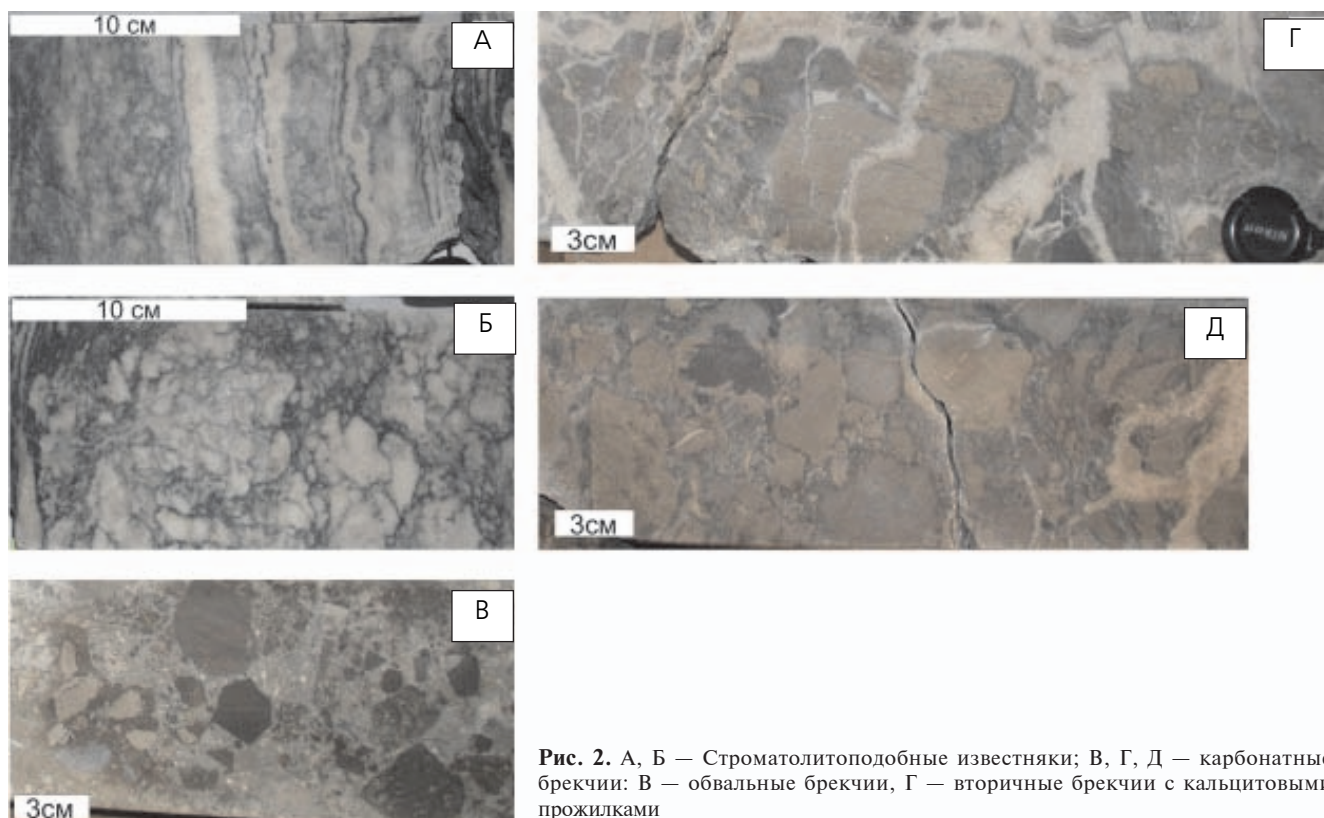 10 см
А
Г
3см
10 см
Б
Д
3см
В
3см
Рис. 2. А, Б — Строматолитоподобные известняки; В, Г, Д — карбонатные
брекчии: В — обвальные брекчии, Г — вторичные брекчии с кальцитовыми
прожилками